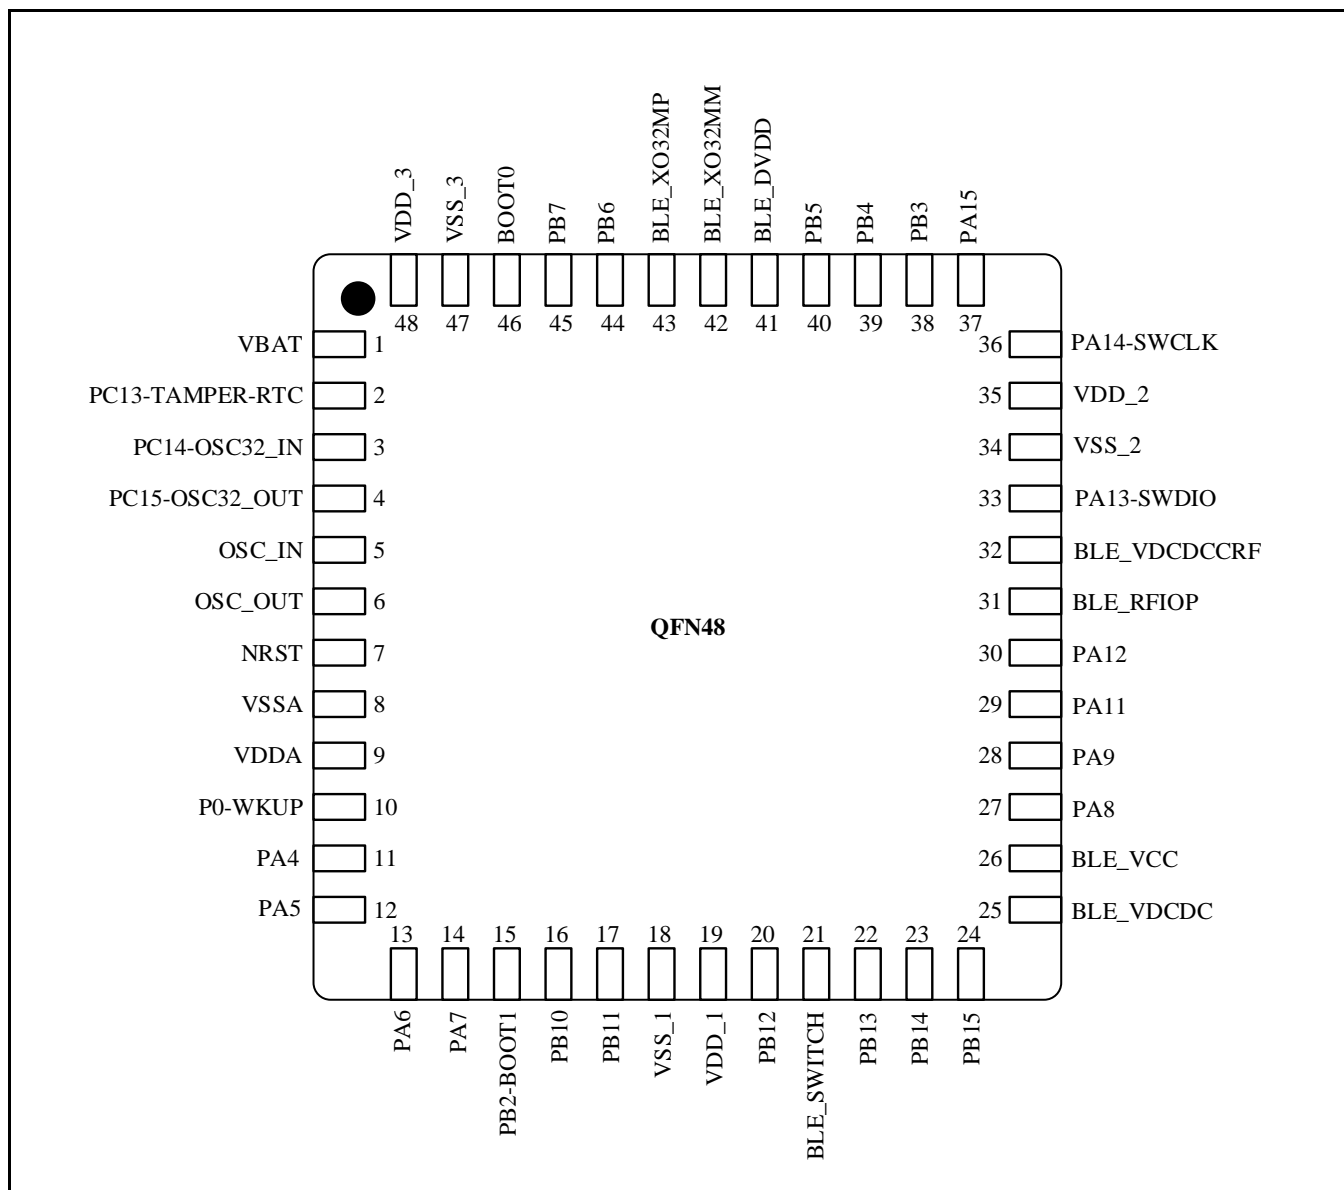 VDD_3
VSS_3
BOOT0
PB7
PB6
BLE_XO32MP
BLE_XO32MM
BLE_DVDD
PB5
PB4
PB3
PA15
48 47 46 45 44 43 42 41 40 39 38 37
VBAT 1
PC13-TAMPER-RTC 2
PC14-OSC32_IN 3
PC15-OSC32_OUT 4
OSC_IN 5
OSC_OUT 6
NRST 7
VSSA 8
VDDA 9
P0-WKUP 10
PA4 11
PA5 12
QFN48
36 PA14-SWCLK
35 VDD_2
34 VSS_2
33 PA13-SWDIO
32 BLE_VDCDCCRF
31 BLE_RFIOP
30 PA12
29 PA11
28 PA9
27 PA8
26 BLE_VCC
25 BLE_VDCDC
13 14 15 16 17 18 19 20 21 22 23 24
PA6
PA7
PB2-BOOT1
PB10
PB11
VSS_1
VDD_1
PB12
BLE_SWITCH
PB13
PB14
PB15